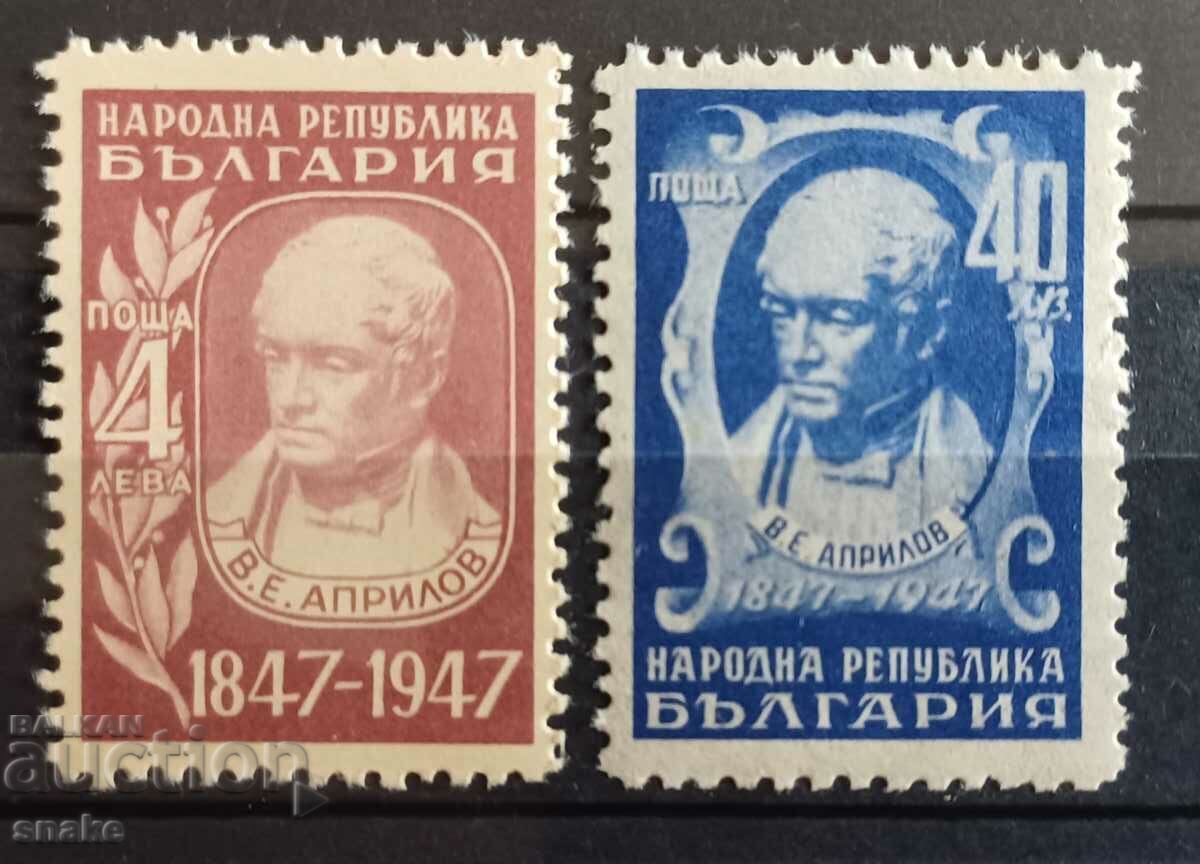 НАРОДНА РЕПУБЛИКА
БЪЛГАРИЯ
ПОЩА
4
ЛЕВА
В. Е. АПРИЛОВ
1847-1947
ПОЩА
40
В. Е. АПРИЛОВ
1847-1947
НАРОДНА РЕПУБЛИКА
БЪЛГАРИЯ
BALKAN
auction
snake